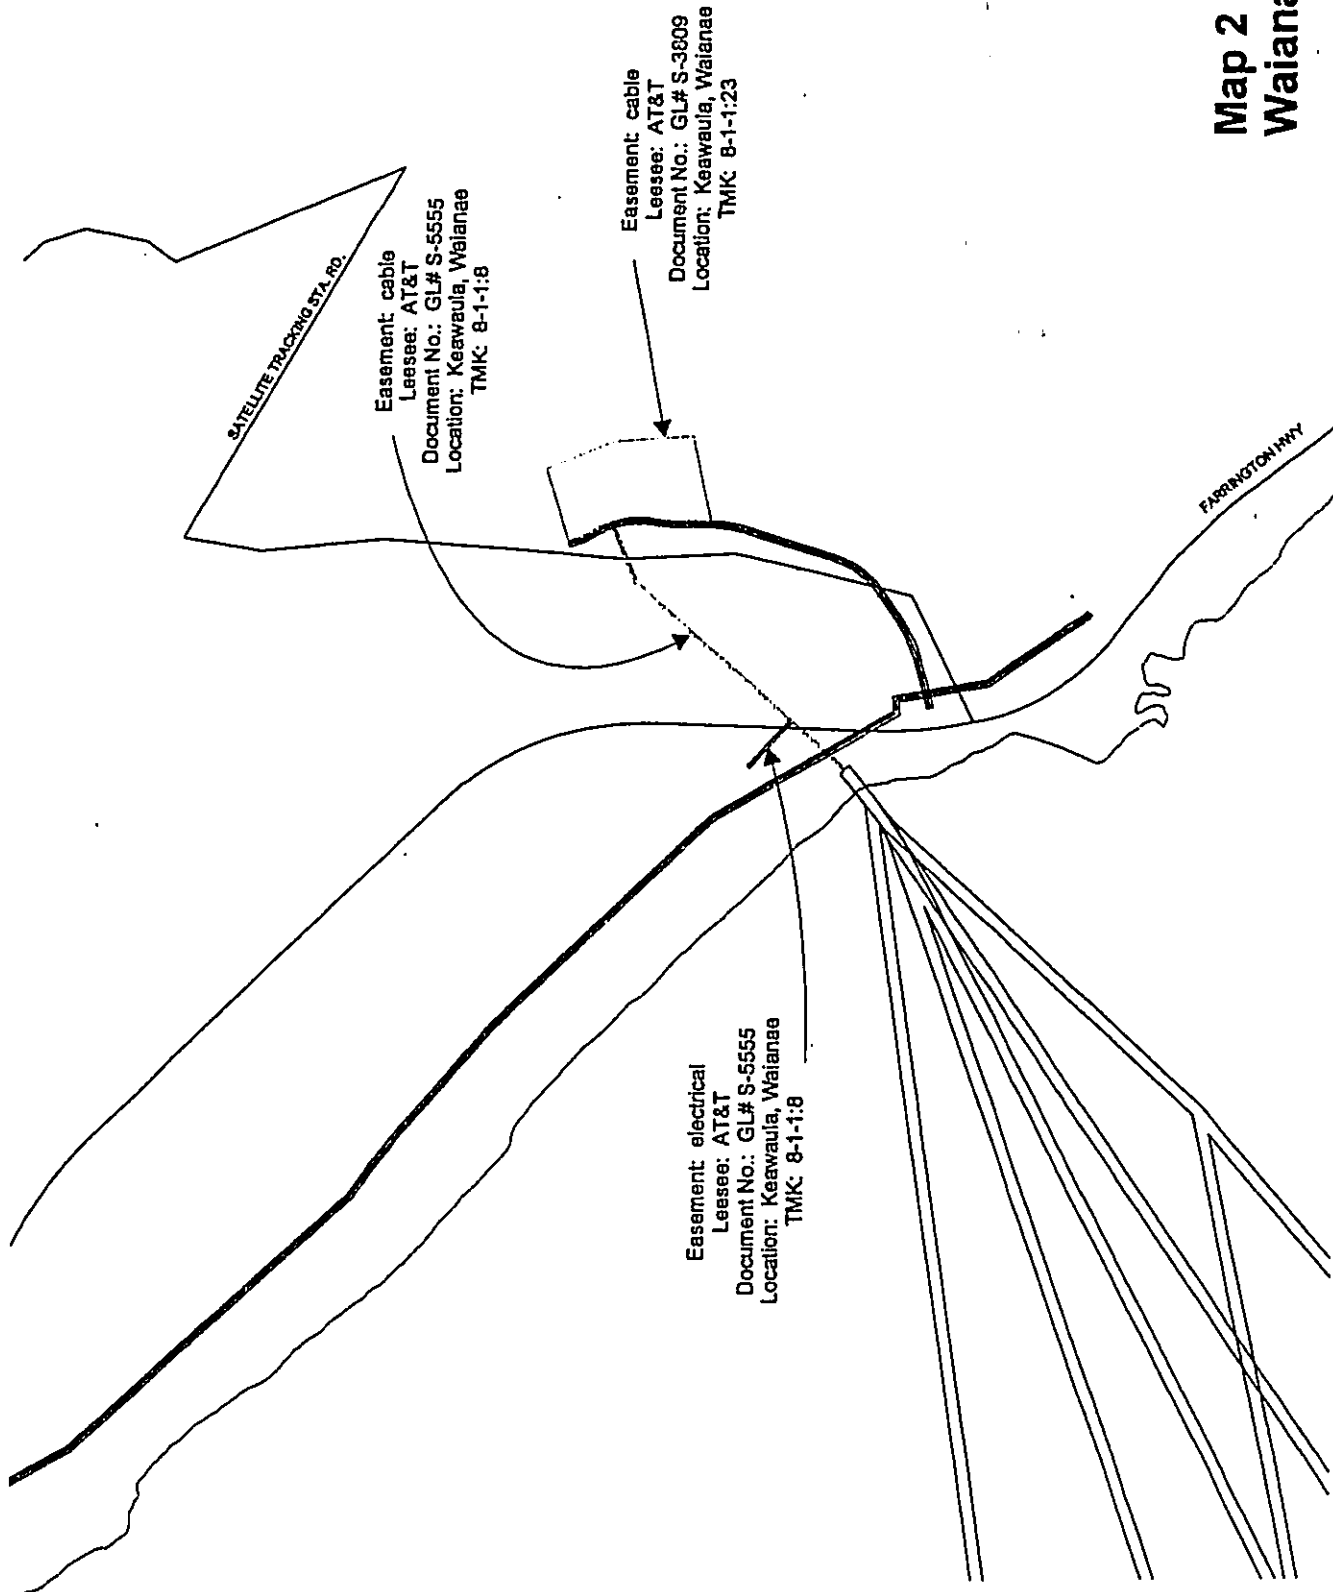 Map 2
SATELLITE TRACKING STA. RD.
Easement: cable
Leesee: AT&T
Document No.: GL# S-5555
Location: Keawaula, Waianae
TMK: 8-1-1:8
Easement: cable
Leesee: AT&T
Document No.: GL# S-3809
Location: Keawaula, Waianae
TMK: 8-1-1:23
FARRINGTON HWY
Easement: electrical
Leesee: AT&T
Document No.: GL# S-5555
Location: Keawaula, Waianae
TMK: 8-1-1:8